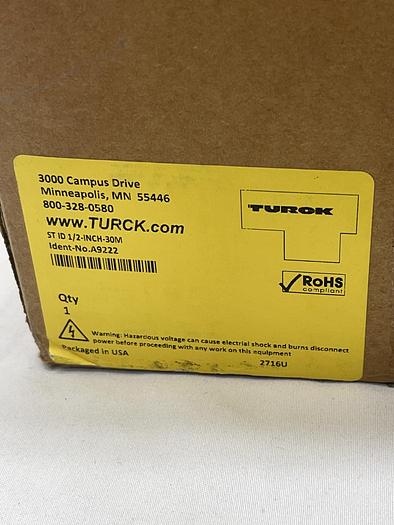 3000 Campus Drive
Minneapolis, MN 55446
800-328-0580
www.TURCK.com
ST ID 1/2-INCH-30M
Ident-No.A9222
TURCK
RoHS
compliant
Qty
1
Warning: Hazardous voltage can cause electrial shock and burns disconnect
power before proceeding with any work on this equipment
Packaged in USA
2716U